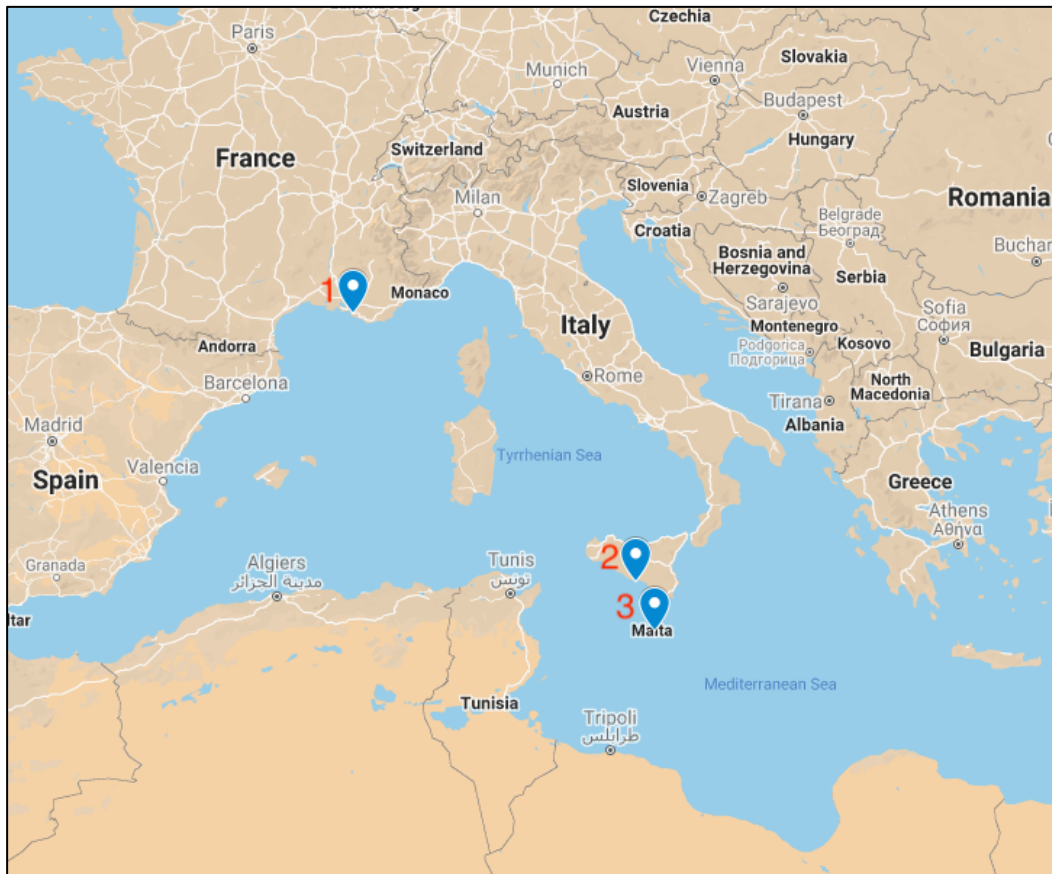 Czechia
Paris
Slovakia
Munich
Vienna
Austria
Budapest
Hungary
France
Switzerland
Slovenia
Zagreb
Romania
Milan
Croatia
Belgrade
Београд
Bosnia and
Herzegovina
Buchar
1
Monaco
Serbia
Sarajevo
Sofia
София
Italy
Montenegro
Andorra
Podgorica
Подгорица
Kosovo
Bulgaria
Rome
Barcelona
North
Macedonia
Tirana
Albania
Madrid
Tyrrhenian Sea
Valencia
Spain
Greece
Athens
Αθήνα
2
Granada
Algiers
مدينة الجزائر
Tunis
تونس
3
ltar
Malta
Mediterranean Sea
Tunisia
Tripoli
طرابلس